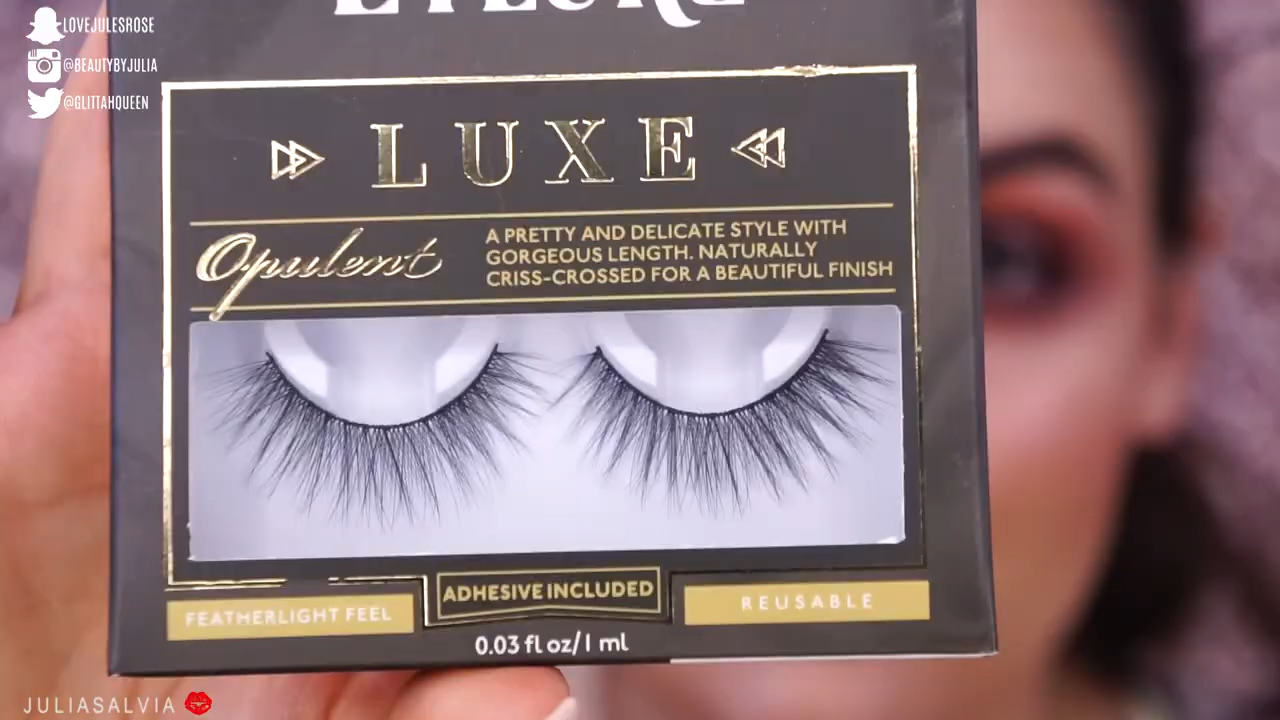 LOVEJULESROSE
@BEAUTYBYJULIA
@GLITTAHQUEEN
EYLURE
LUXE
Opulent
A PRETTY AND DELICATE STYLE WITH
GORGEOUS LENGTH. NATURALLY
CRISS-CROSSED FOR A BEAUTIFUL FINISH
FEATHERLIGHT FEEL
ADHESIVE INCLUDED
REUSABLE
0.03 fl oz/1 ml
JULIASALVIA